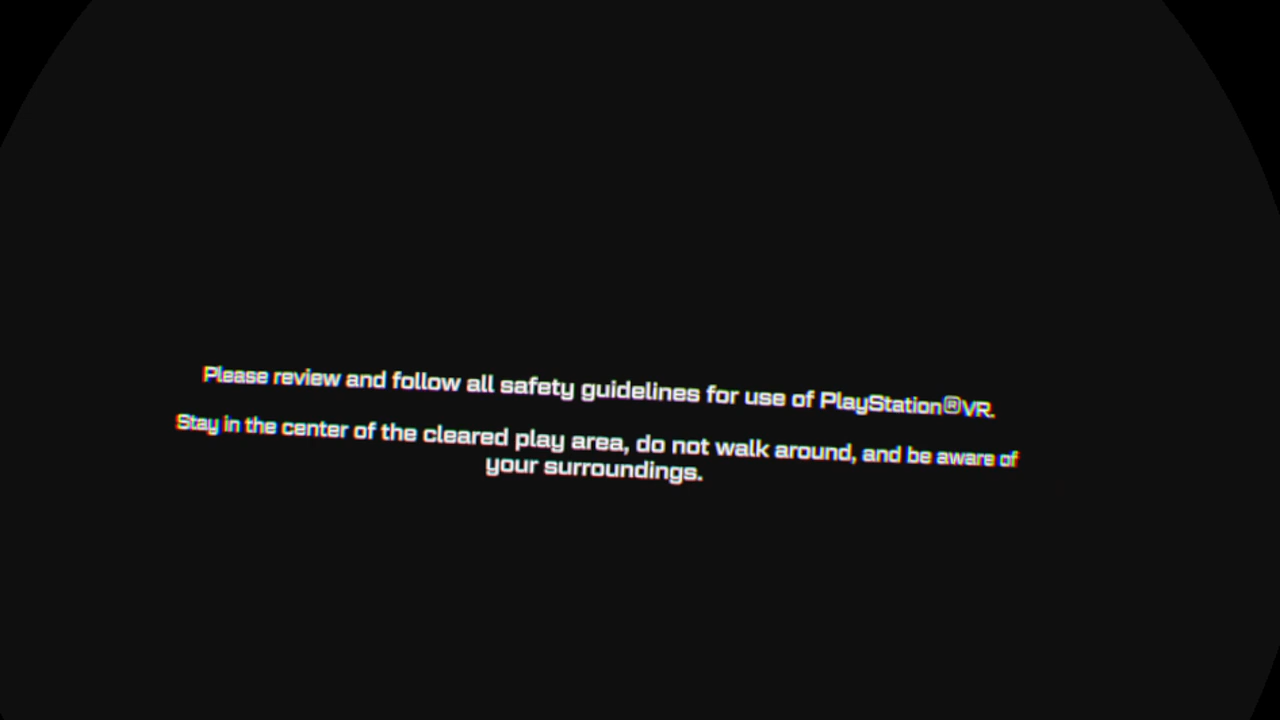 Please review and follow all safety guidelines for use of PlayStation®VR.
Stay in the center of the cleared play area, do not walk around, and be aware of
your surroundings.